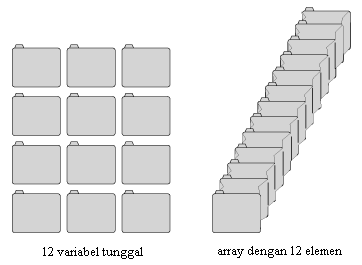 12 variabel tunggal
array dengan 12 elemen